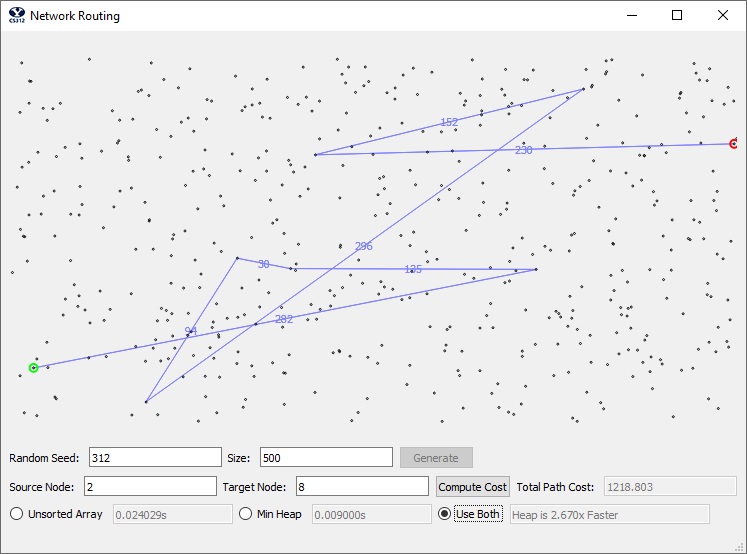 CS312 Network Routing
152
230
296
30
135
282
94
Random Seed: 312 Size: 500 Generate
Source Node: 2 Target Node: 8 Compute Cost Total Path Cost: 1218.803
Unsorted Array 0.024029s Min Heap 0.009000s Use Both Heap is 2.670x Faster